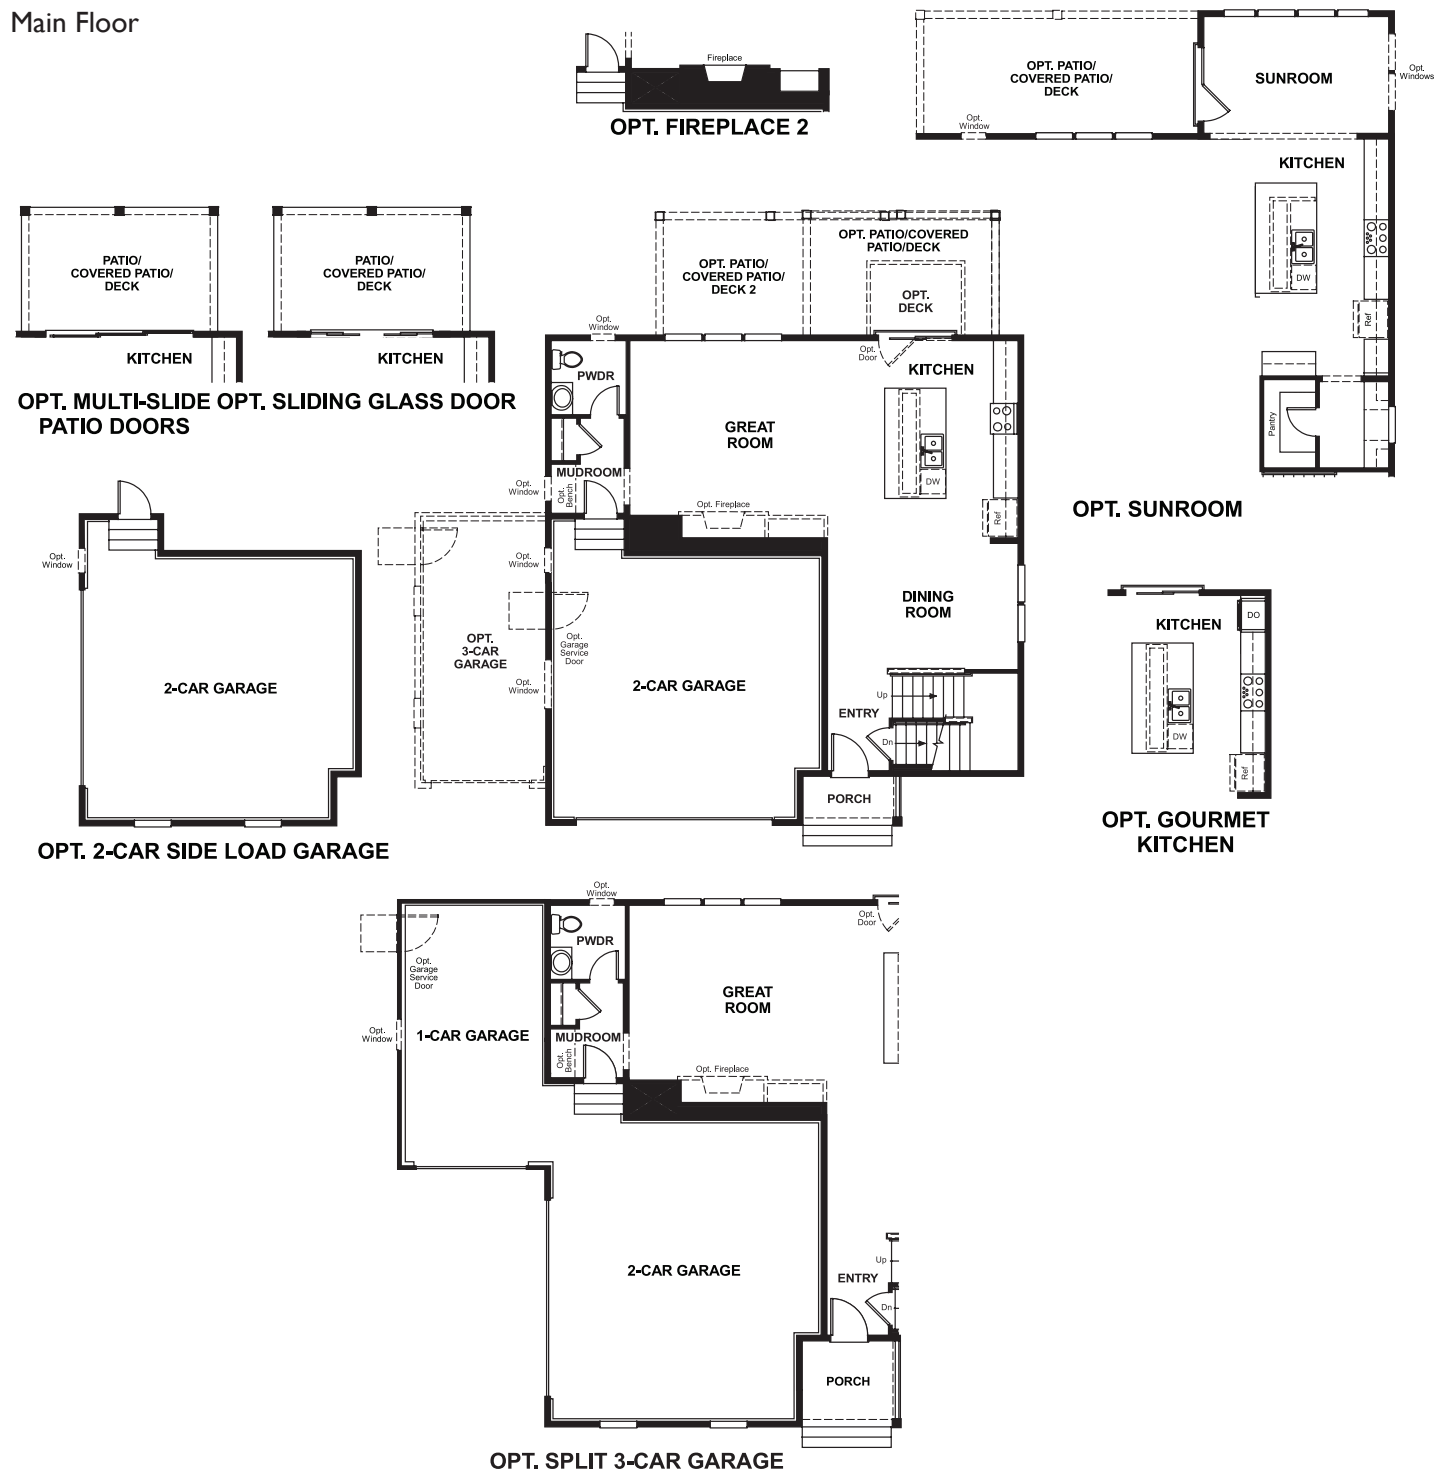 Main Floor
Fireplace
OPT. FIREPLACE 2
OPT. PATIO/
COVERED PATIO/
DECK
SUNROOM
Opt.
Windows
Opt.
Window
KITCHEN
DW
Ref
Pantry
OPT. SUNROOM
PATIO/
COVERED PATIO/
DECK
KITCHEN
OPT. MULTI-SLIDE
PATIO DOORS
PATIO/
COVERED PATIO/
DECK
KITCHEN
OPT. SLIDING GLASS DOOR
OPT. PATIO/
COVERED PATIO/
DECK 2
OPT. PATIO/COVERED
PATIO/DECK
OPT.
DECK
Opt.
Window
Opt.
Door
PWDR
KITCHEN
GREAT
ROOM
MUDROOM
Opt.
Window
Opt.
Bench
DW
Opt. Fireplace
Ref
Opt.
Window
OPT.
3-CAR
GARAGE
Opt.
Garage
Service
Door
Opt.
Window
2-CAR GARAGE
DINING
ROOM
Up
ENTRY
Dn
PORCH
Opt.
Window
2-CAR GARAGE
OPT. 2-CAR SIDE LOAD GARAGE
DO
KITCHEN
DW
Ref
OPT. GOURMET
KITCHEN
Opt.
Window
Opt.
Door
PWDR
Opt.
Garage
Service
Door
GREAT
ROOM
Opt.
Window
1-CAR GARAGE
MUDROOM
Opt.
Bench
Opt. Fireplace
2-CAR GARAGE
Up
ENTRY
Dn
PORCH
OPT. SPLIT 3-CAR GARAGE